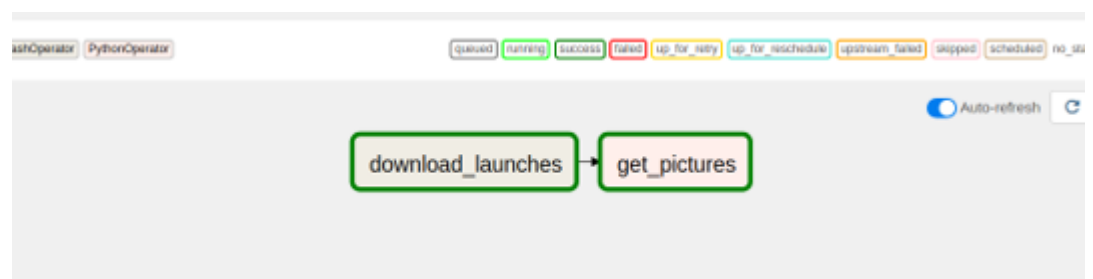 ashOperator PythonOperator queued running success failed up_for_retry up_for_reschedule upstream_failed skipped scheduled no_sta
Auto-refresh
download_launches get_pictures